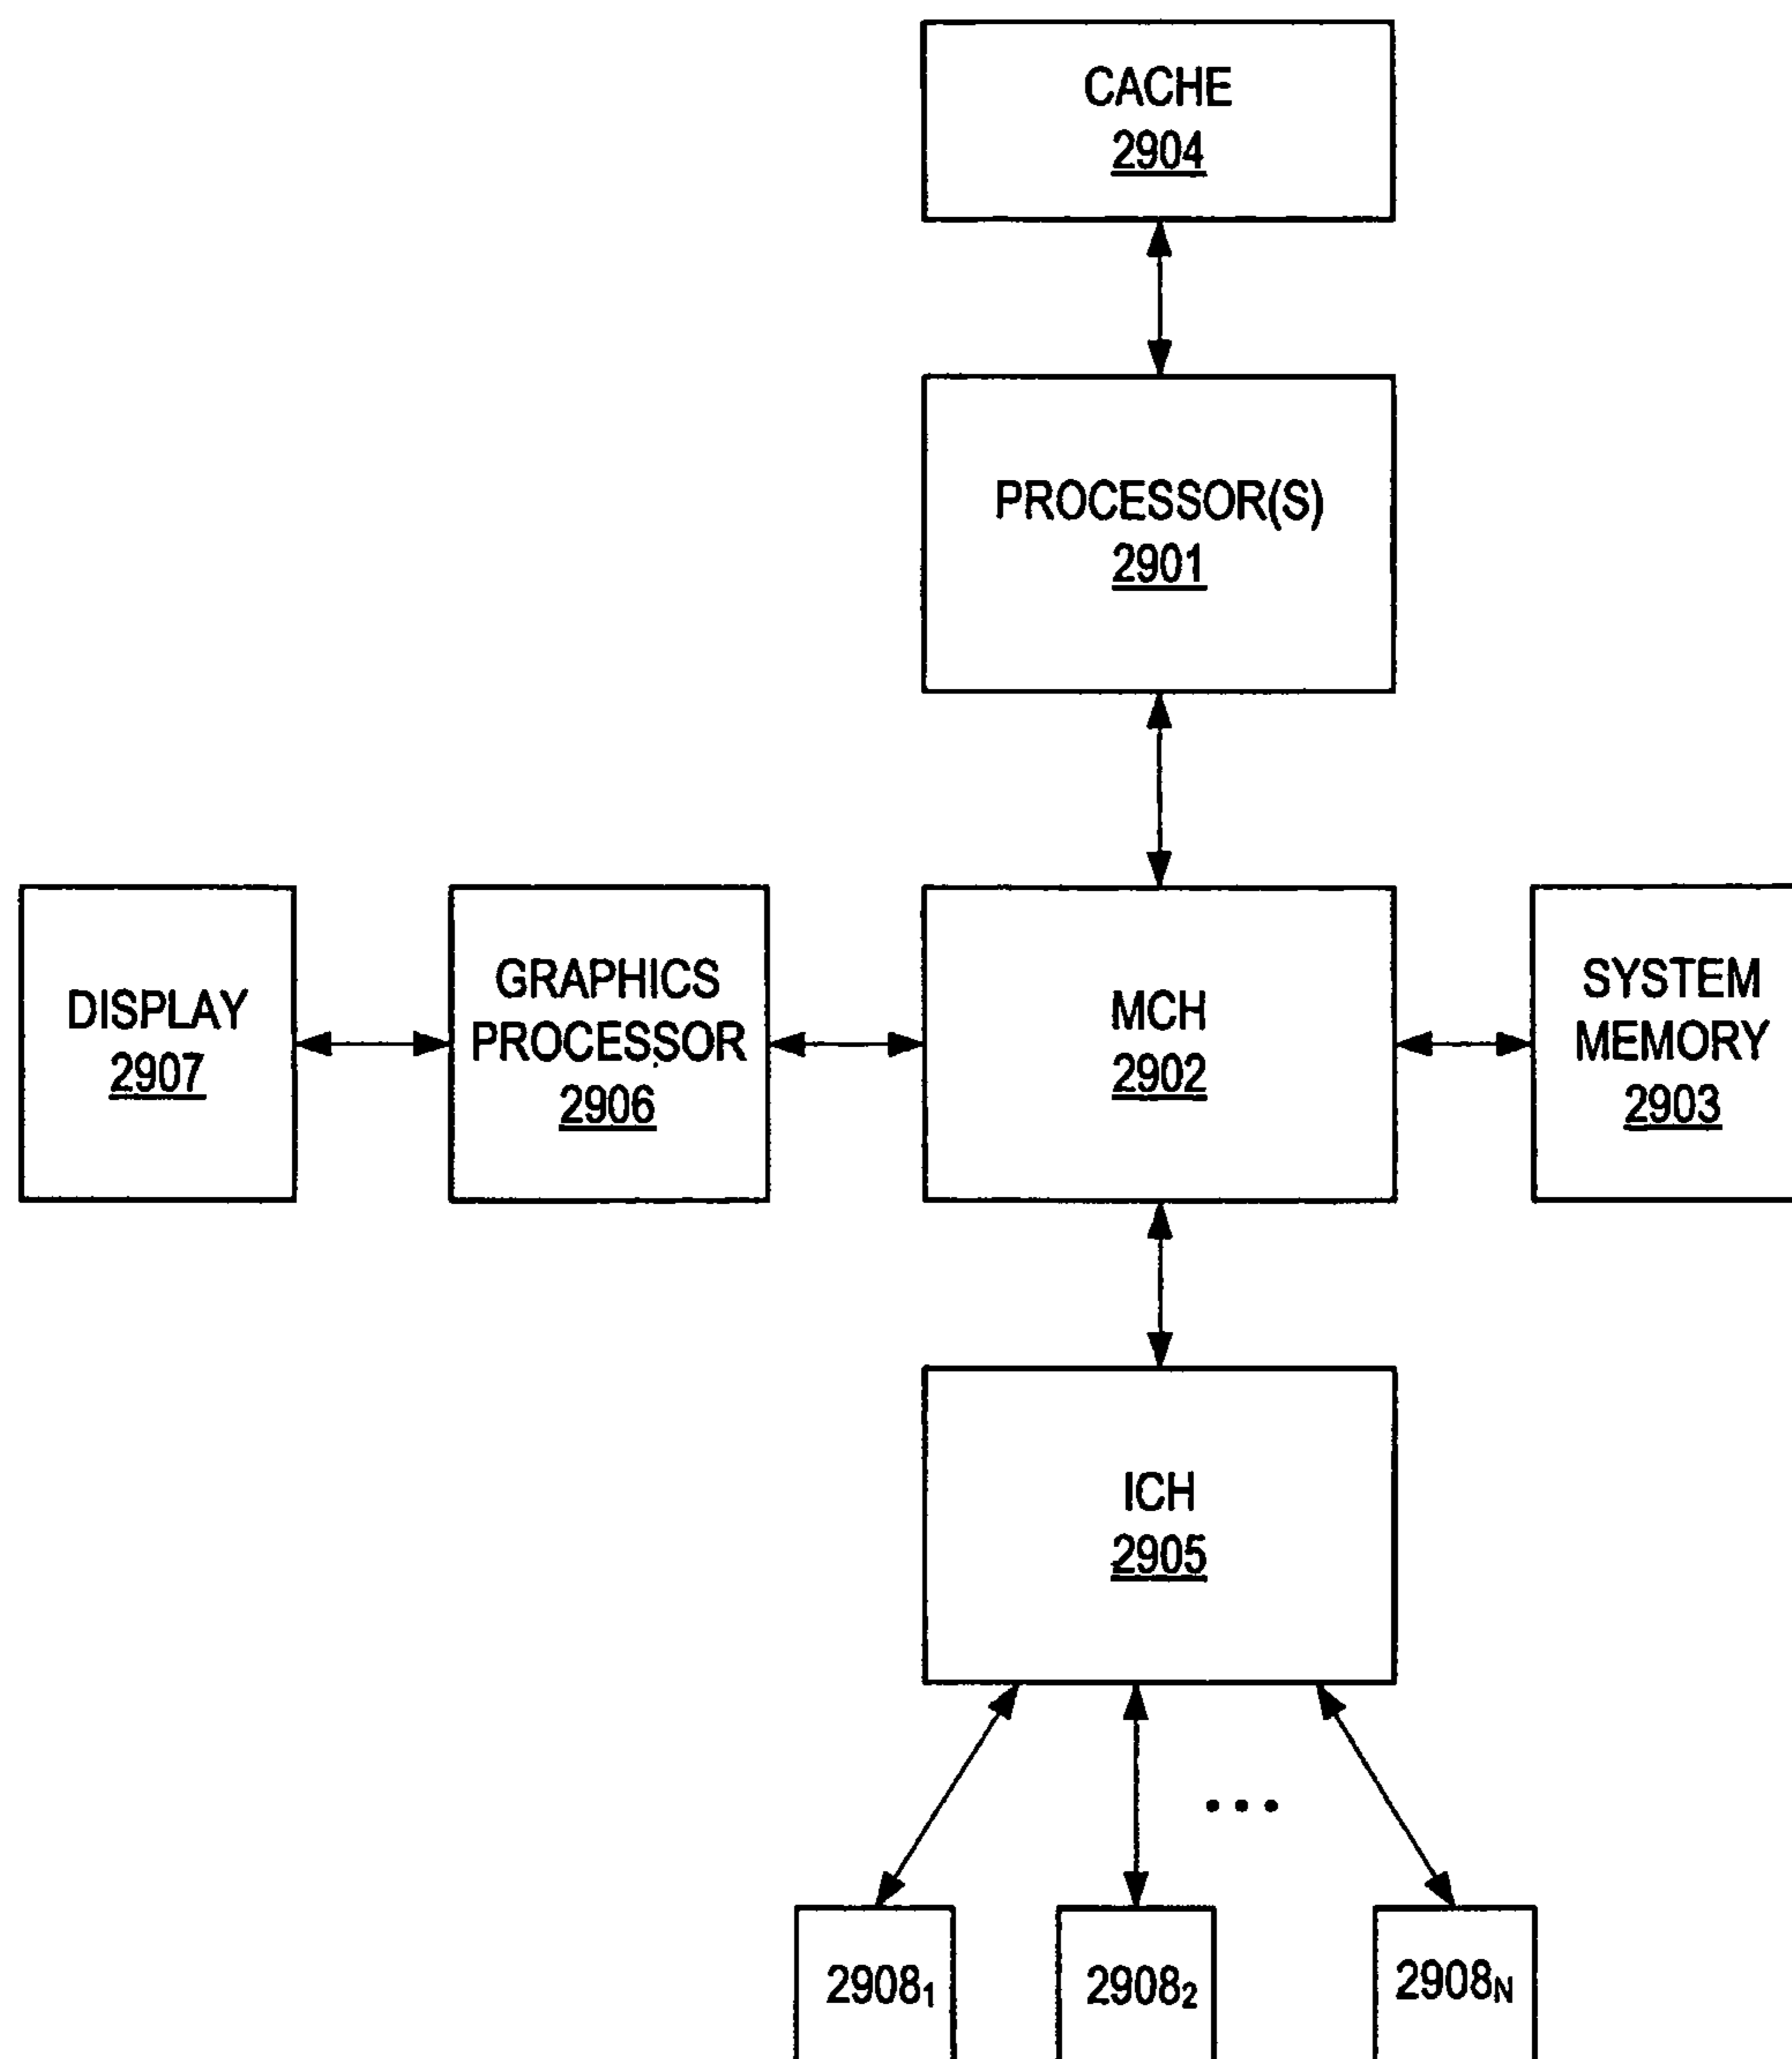 CACHE
2904
PROCESSOR(S)
2901
DISPLAY
2907
GRAPHICS
PROCESSOR
2906
MCH
2902
SYSTEM
MEMORY
2903
ICH
2905
...
2908₁
2908₂
2908N